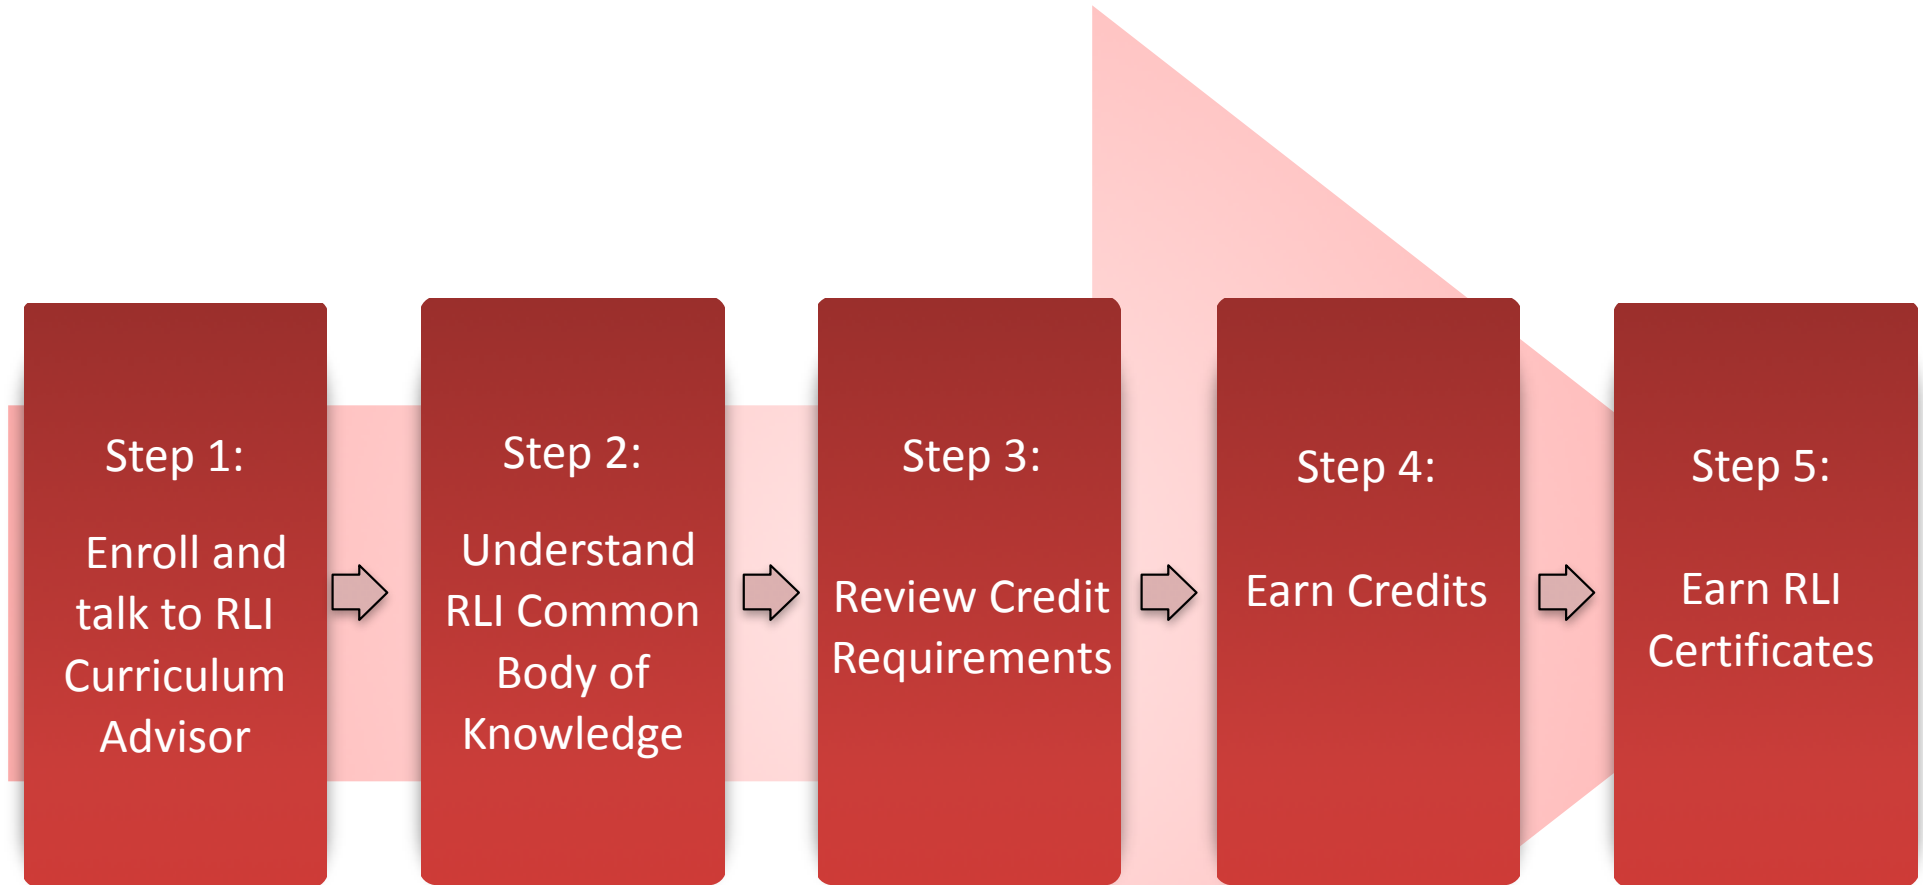 Step 1:
Enroll and
talk to RLI
Curriculum
Advisor
Step 2:
Understand
RLI Common
Body of
Knowledge
Step 3:
Review Credit
Requirements
Step 4:
Earn Credits
Step 5:
Earn RLI
Certificates